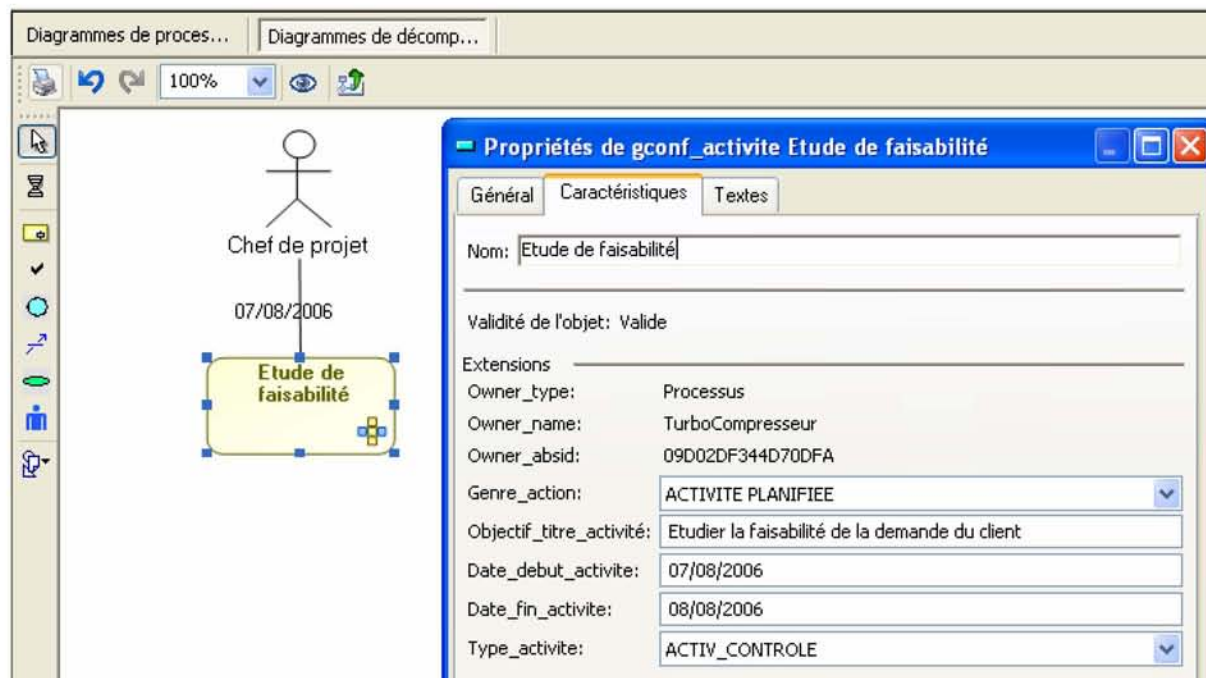 Diagrammes de proces...
Diagrammes de décomp...
100%
Chef de projet
07/08/2006
Etude de
faisabilité
Propriétés de gconf_activite Etude de faisabilité
Général
Caractéristiques
Textes
Nom: Etude de faisabilité
Validité de l'objet: Valide
Extensions
Owner_type: Processus
Owner_name: TurboCompresseur
Owner_absid: 09D02DF344D70DFA
Genre_action: ACTIVITE PLANIFIEE
Objectif_titre_activité: Etudier la faisabilité de la demande du client
Date_debut_activite: 07/08/2006
Date_fin_activite: 08/08/2006
Type_activite: ACTIV_CONTROLE